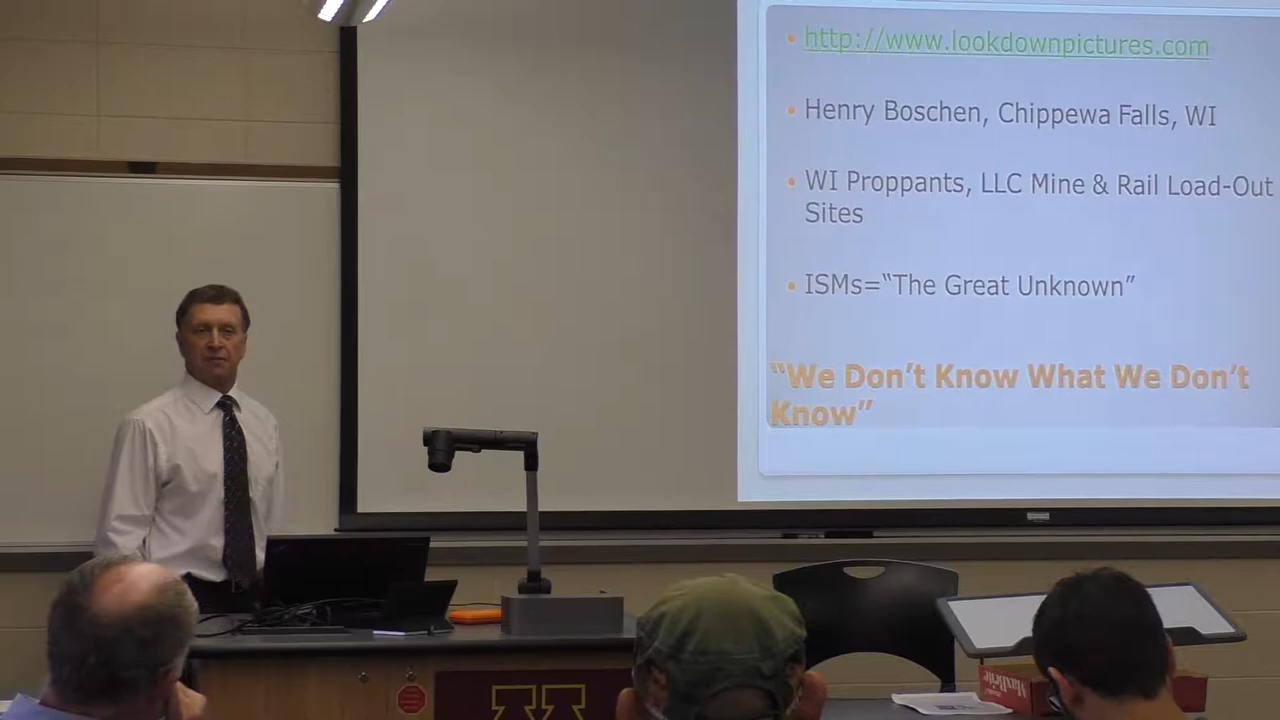 http://www.lookdownpictures.com
Henry Boschen, Chippewa Falls, WI
WI Proppants, LLC Mine & Rail Load-Out
Sites
ISMs=“The Great Unknown”
“We Don’t Know What We Don’t
Know”
MaxBrite